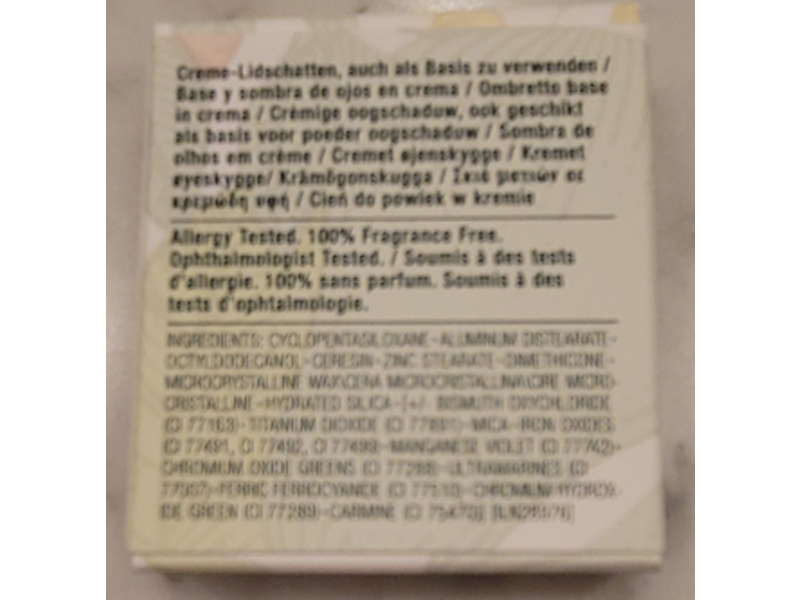 Creme-Lidschatten, auch als Basis zu verwenden /
Base y sombra de ojos en crema / Ombretto base
in crema / Crèmige oogschaduw, ook geschikt
als basis voor poeder oogschaduw / Sombra de
olhos em crème / Cremet øjenskygge / Kremet
øyeskygge/ Krämögonskugga / Σκιά ματιών σε
κρεμώδη υφή / Cień do powiek w kremie
Allergy Tested. 100% Fragrance Free.
Ophthalmologist Tested. / Soumis à des tests
d'allergie. 100% sans parfum. Soumis à des
tests d'ophtalmologie.
INGREDIENTS: CYCLOPENTASILOXANE • ALUMINUM DISTEARATE •
OCTYLDODECANOL • CERESIN • ZINC STEARATE • DIMETHICONE •
MICROCRYSTALLINE WAX\CERA MICROCRISTALLINA\CIRE MICRO-
CRISTALLINE • HYDRATED SILICA • [+/- BISMUTH OXYCHLORIDE
(CI 77163) • TITANIUM DIOXIDE (CI 77891) • MICA • IRON OXIDES
(CI 77491, CI 77492, CI 77499) • MANGANESE VIOLET (CI 77742) •
CHROMIUM OXIDE GREENS (CI 77288) • ULTRAMARINES (CI
77007) • FERRIC FERROCYANIDE (CI 77510) • CHROMIUM HYDROX-
IDE GREEN (CI 77289) • CARMINE (CI 75470)]